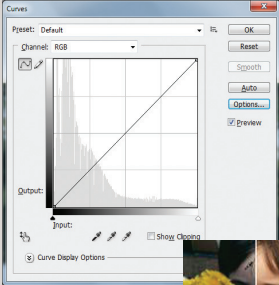 Curves
Preset: Default
OK
Channel: RGB
Reset
Smooth
Auto
Options...
Preview
Output:
Input:
Show Clipping
Curve Display Options